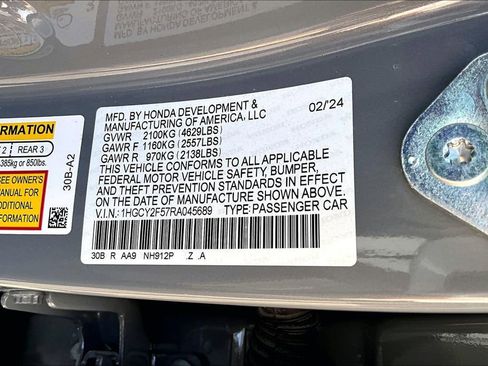 MFD. BY HONDA DEVELOPMENT &
MANUFACTURING OF AMERICA, LLC
02/'24
GVWR 2100KG (4629LBS)
GAWR F 1160KG (2557LBS)
GAWR R 970KG (2138LBS)
THIS VEHICLE CONFORMS TO ALL APPLICABLE
FEDERAL MOTOR VEHICLE SAFETY, BUMPER,
AND THEFT PREVENTION STANDARDS IN EFFECT
ON THE DATE OF MANUFACTURE SHOWN ABOVE.
V.I.N.: 1HGCY2F57RA045689 TYPE: PASSENGER CAR
30B R AA9 NH912P .Z .A
FORMATION
2 REAR 3
385kg or 850lbs.
SEE OWNER'S
MANUAL FOR
ADDITIONAL
INFORMATION
30B-A2